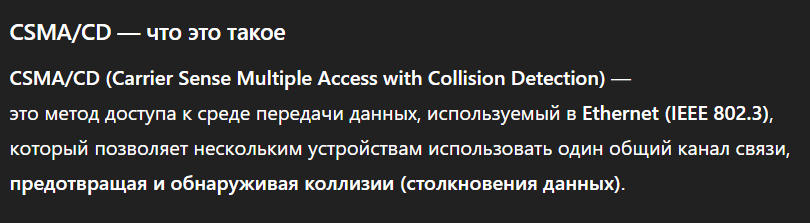 CSMA/CD — что это такое
CSMA/CD (Carrier Sense Multiple Access with Collision Detection) —
это метод доступа к среде передачи данных, используемый в Ethernet (IEEE 802.3),
который позволяет нескольким устройствам использовать один общий канал связи,
предотвращая и обнаруживая коллизии (столкновения данных).